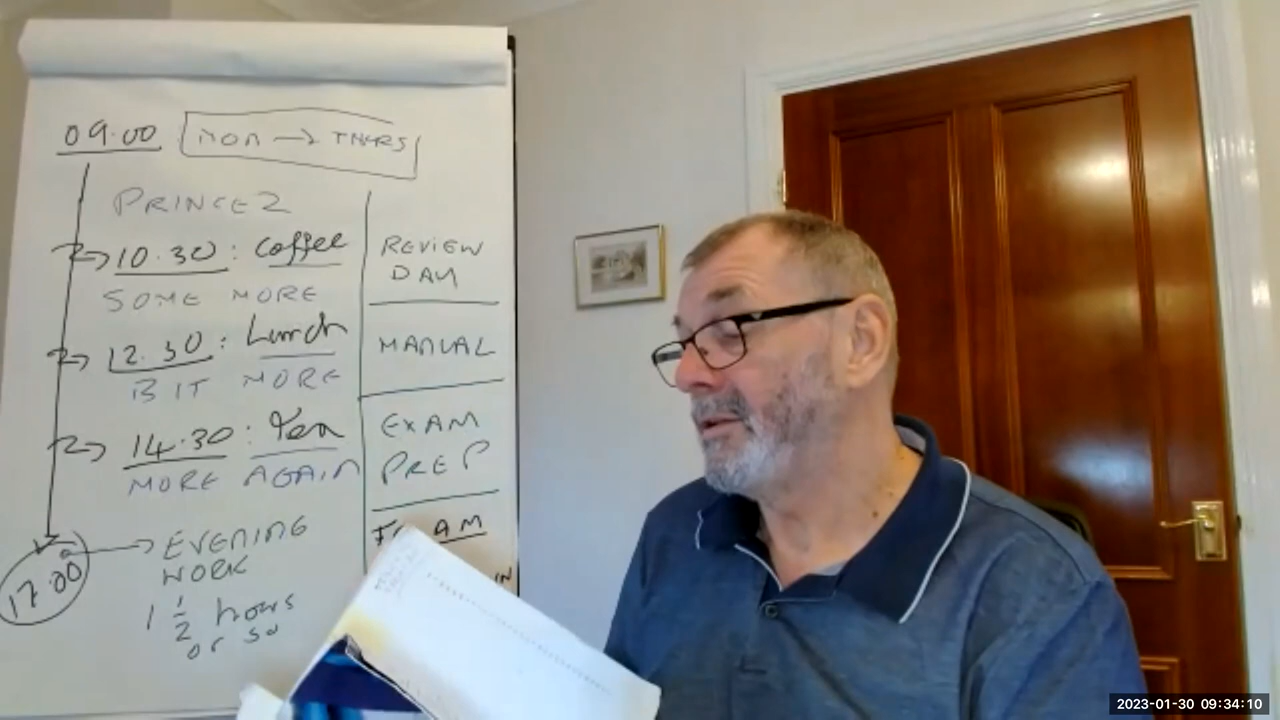 09.00 MON → THURS
PRINCE 2
10.30 : Coffee
SOME MORE
12.30 : Lunch
BIT MORE
14.30 : Tea
MORE AGAIN
17.00 → EVENING
WORK
1 1/2 hours
or so
REVIEW
DAY
MANUAL
EXAM
PREP
2023-01-30 09:34:10